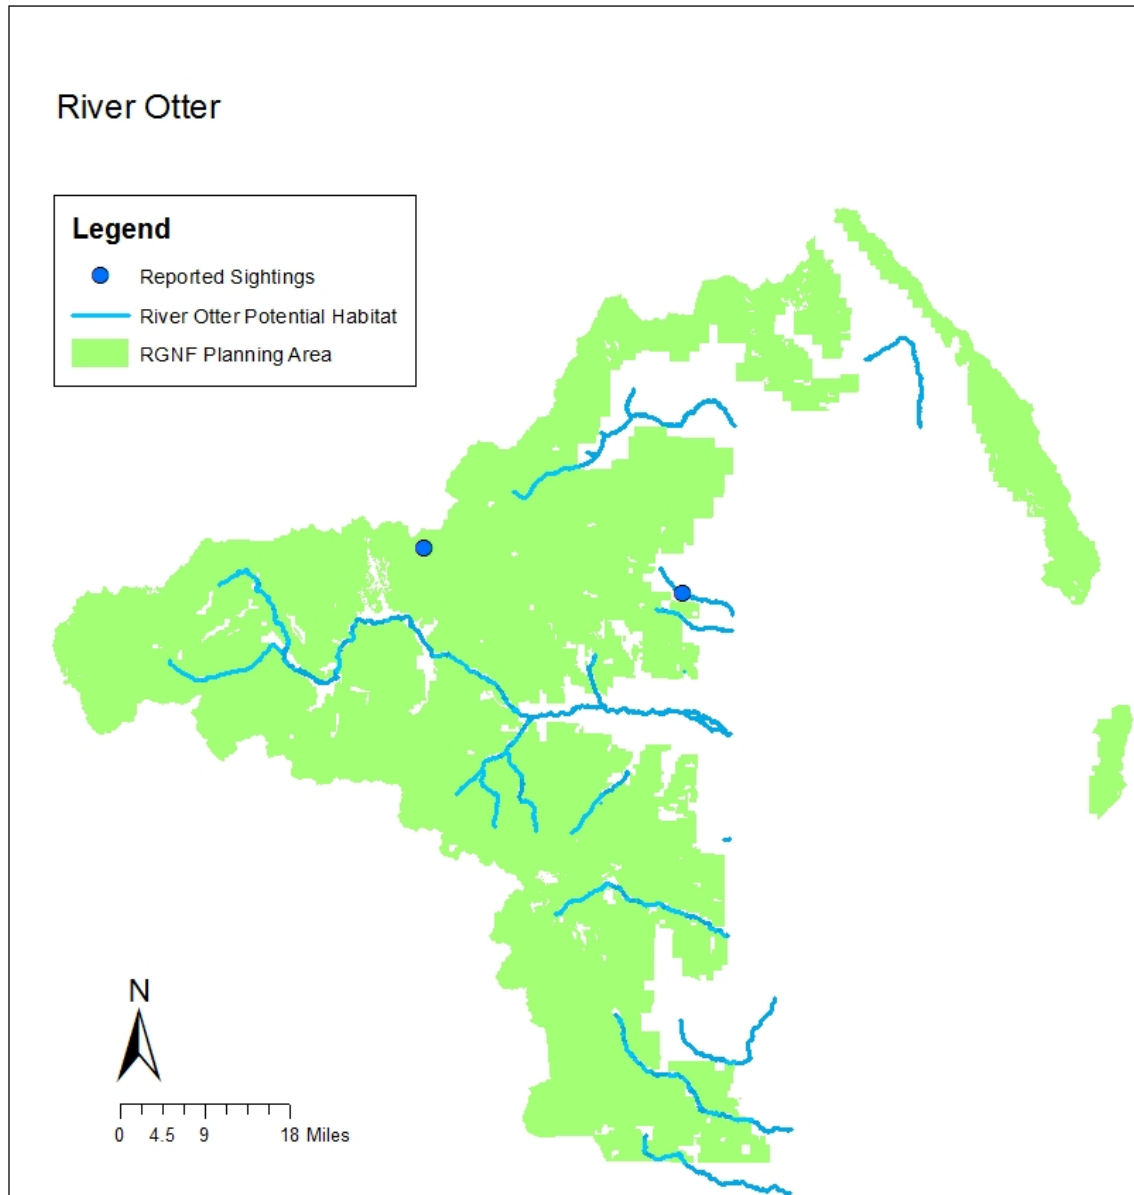 River Otter
Legend
Reported Sightings
River Otter Potential Habitat
RGNF Planning Area
N
0 4.5 9 18 Miles